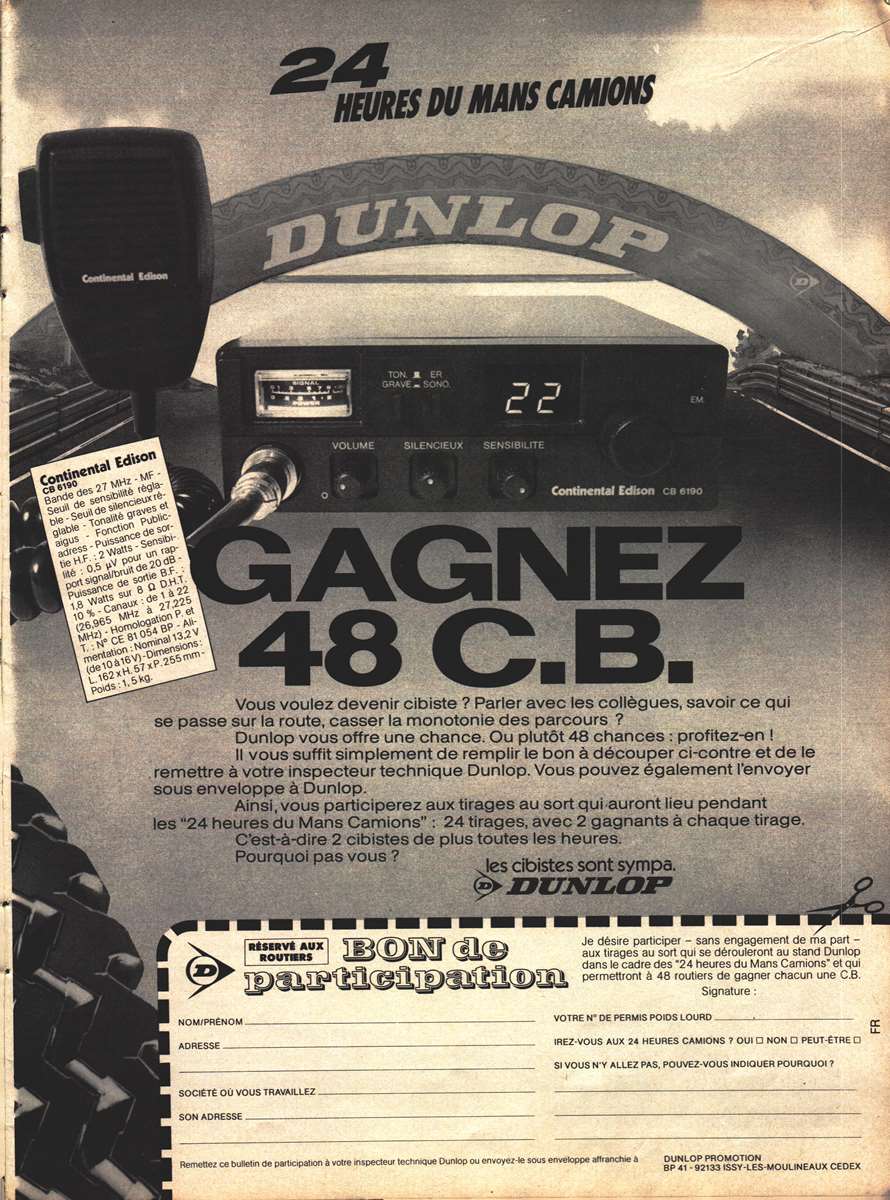 24
HEURES DU MANS CAMIONS
DUNLOP
D
Continental Edison
SIGNAL
POWER
TON. ER
GRAVE SONO.
22
EM.
VOLUME SILENCIEUX SENSIBILITE
Continental Edison CB 6190
Continental Edison
CB 6190
Bande des 27 MHz - MF -
Seuil de sensibilité régla-
ble - Seuil de silencieux ré-
glable - Tonalité graves et
aigus - Fonction Public-
adress - Puissance de sor-
tie H.F. : 2 Watts - Sensibi-
lité : 0,5 µV pour un rap-
port signal/bruit de 20 dB -
Puissance de sortie B.F. :
1,8 Watts sur 8 Ω D.H.T.
10 % - Canaux : de 1 à 22
(26,965 MHz à 27,225
MHz) - Homologation P. et
T. : N° CE 81 054 BP - Ali-
mentation : Nominal 13,2 V
(de 10 à 16 V) - Dimensions :
L. 162 x H. 57 x P. 255 mm -
Poids : 1,5 kg.
GAGNEZ
48 C.B.
Vous voulez devenir cibiste ? Parler avec les collègues, savoir ce qui
se passe sur la route, casser la monotonie des parcours ?
Dunlop vous offre une chance. Ou plutôt 48 chances : profitez-en !
Il vous suffit simplement de remplir le bon à découper ci-contre et de le
remettre à votre inspecteur technique Dunlop. Vous pouvez également l'envoyer
sous enveloppe à Dunlop.
Ainsi, vous participerez aux tirages au sort qui auront lieu pendant
les "24 heures du Mans Camions" : 24 tirages, avec 2 gagnants à chaque tirage.
C'est-à-dire 2 cibistes de plus toutes les heures.
Pourquoi pas vous ?
les cibistes sont sympa.
D DUNLOP
D
RÉSERVÉ AUX
ROUTIERS
BON de
participation
Je désire participer – sans engagement de ma part –
aux tirages au sort qui se dérouleront au stand Dunlop
dans le cadre des "24 heures du Mans Camions" et qui
permettront à 48 routiers de gagner chacun une C.B.
Signature :
NOM/PRÉNOM
ADRESSE
SOCIÉTÉ OÙ VOUS TRAVAILLEZ
SON ADRESSE
VOTRE N° DE PERMIS POIDS LOURD
IREZ-VOUS AUX 24 HEURES CAMIONS ? OUI □ NON □ PEUT-ÊTRE □
SI VOUS N'Y ALLEZ PAS, POUVEZ-VOUS INDIQUER POURQUOI ?
FR
Remettez ce bulletin de participation à votre inspecteur technique Dunlop ou envoyez-le sous enveloppe affranchie à
DUNLOP PROMOTION
BP 41 - 92133 ISSY-LES-MOULINEAUX CEDEX